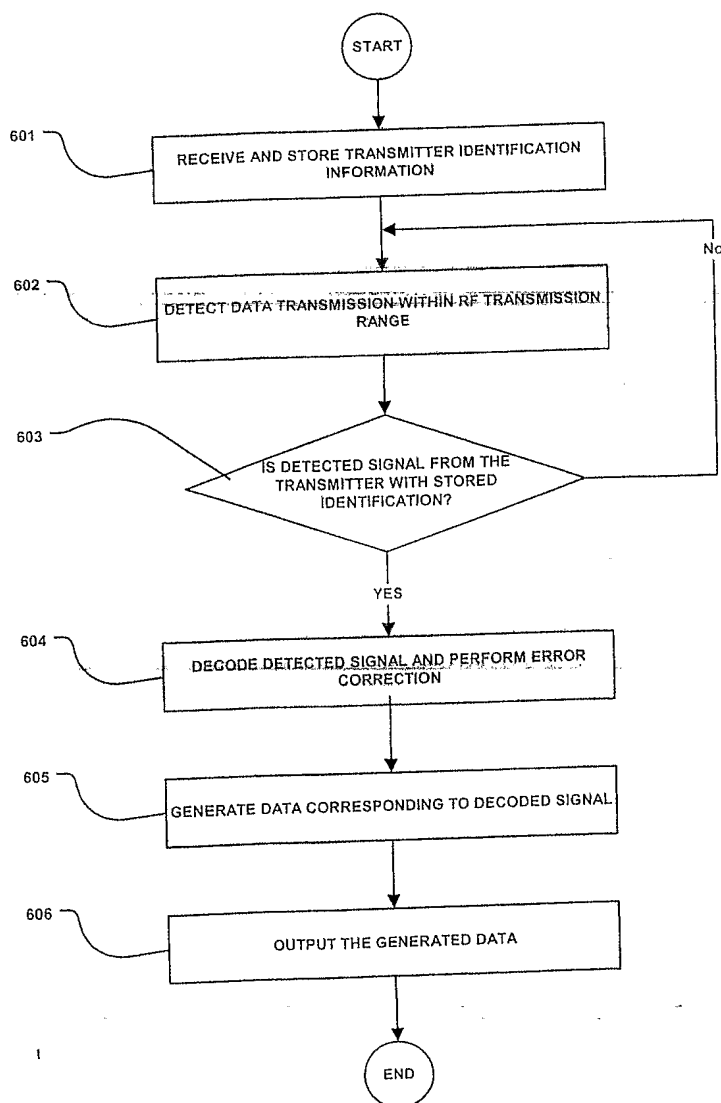 START
601
RECEIVE AND STORE TRANSMITTER IDENTIFICATION
INFORMATION
No
602
DETECT DATA TRANSMISSION WITHIN RF TRANSMISSION
RANGE
603
IS DETECTED SIGNAL FROM THE
TRANSMITTER WITH STORED
IDENTIFICATION?
YES
604
DECODE DETECTED SIGNAL AND PERFORM ERROR
CORRECTION
605
GENERATE DATA CORRESPONDING TO DECODED SIGNAL
606
OUTPUT THE GENERATED DATA
END